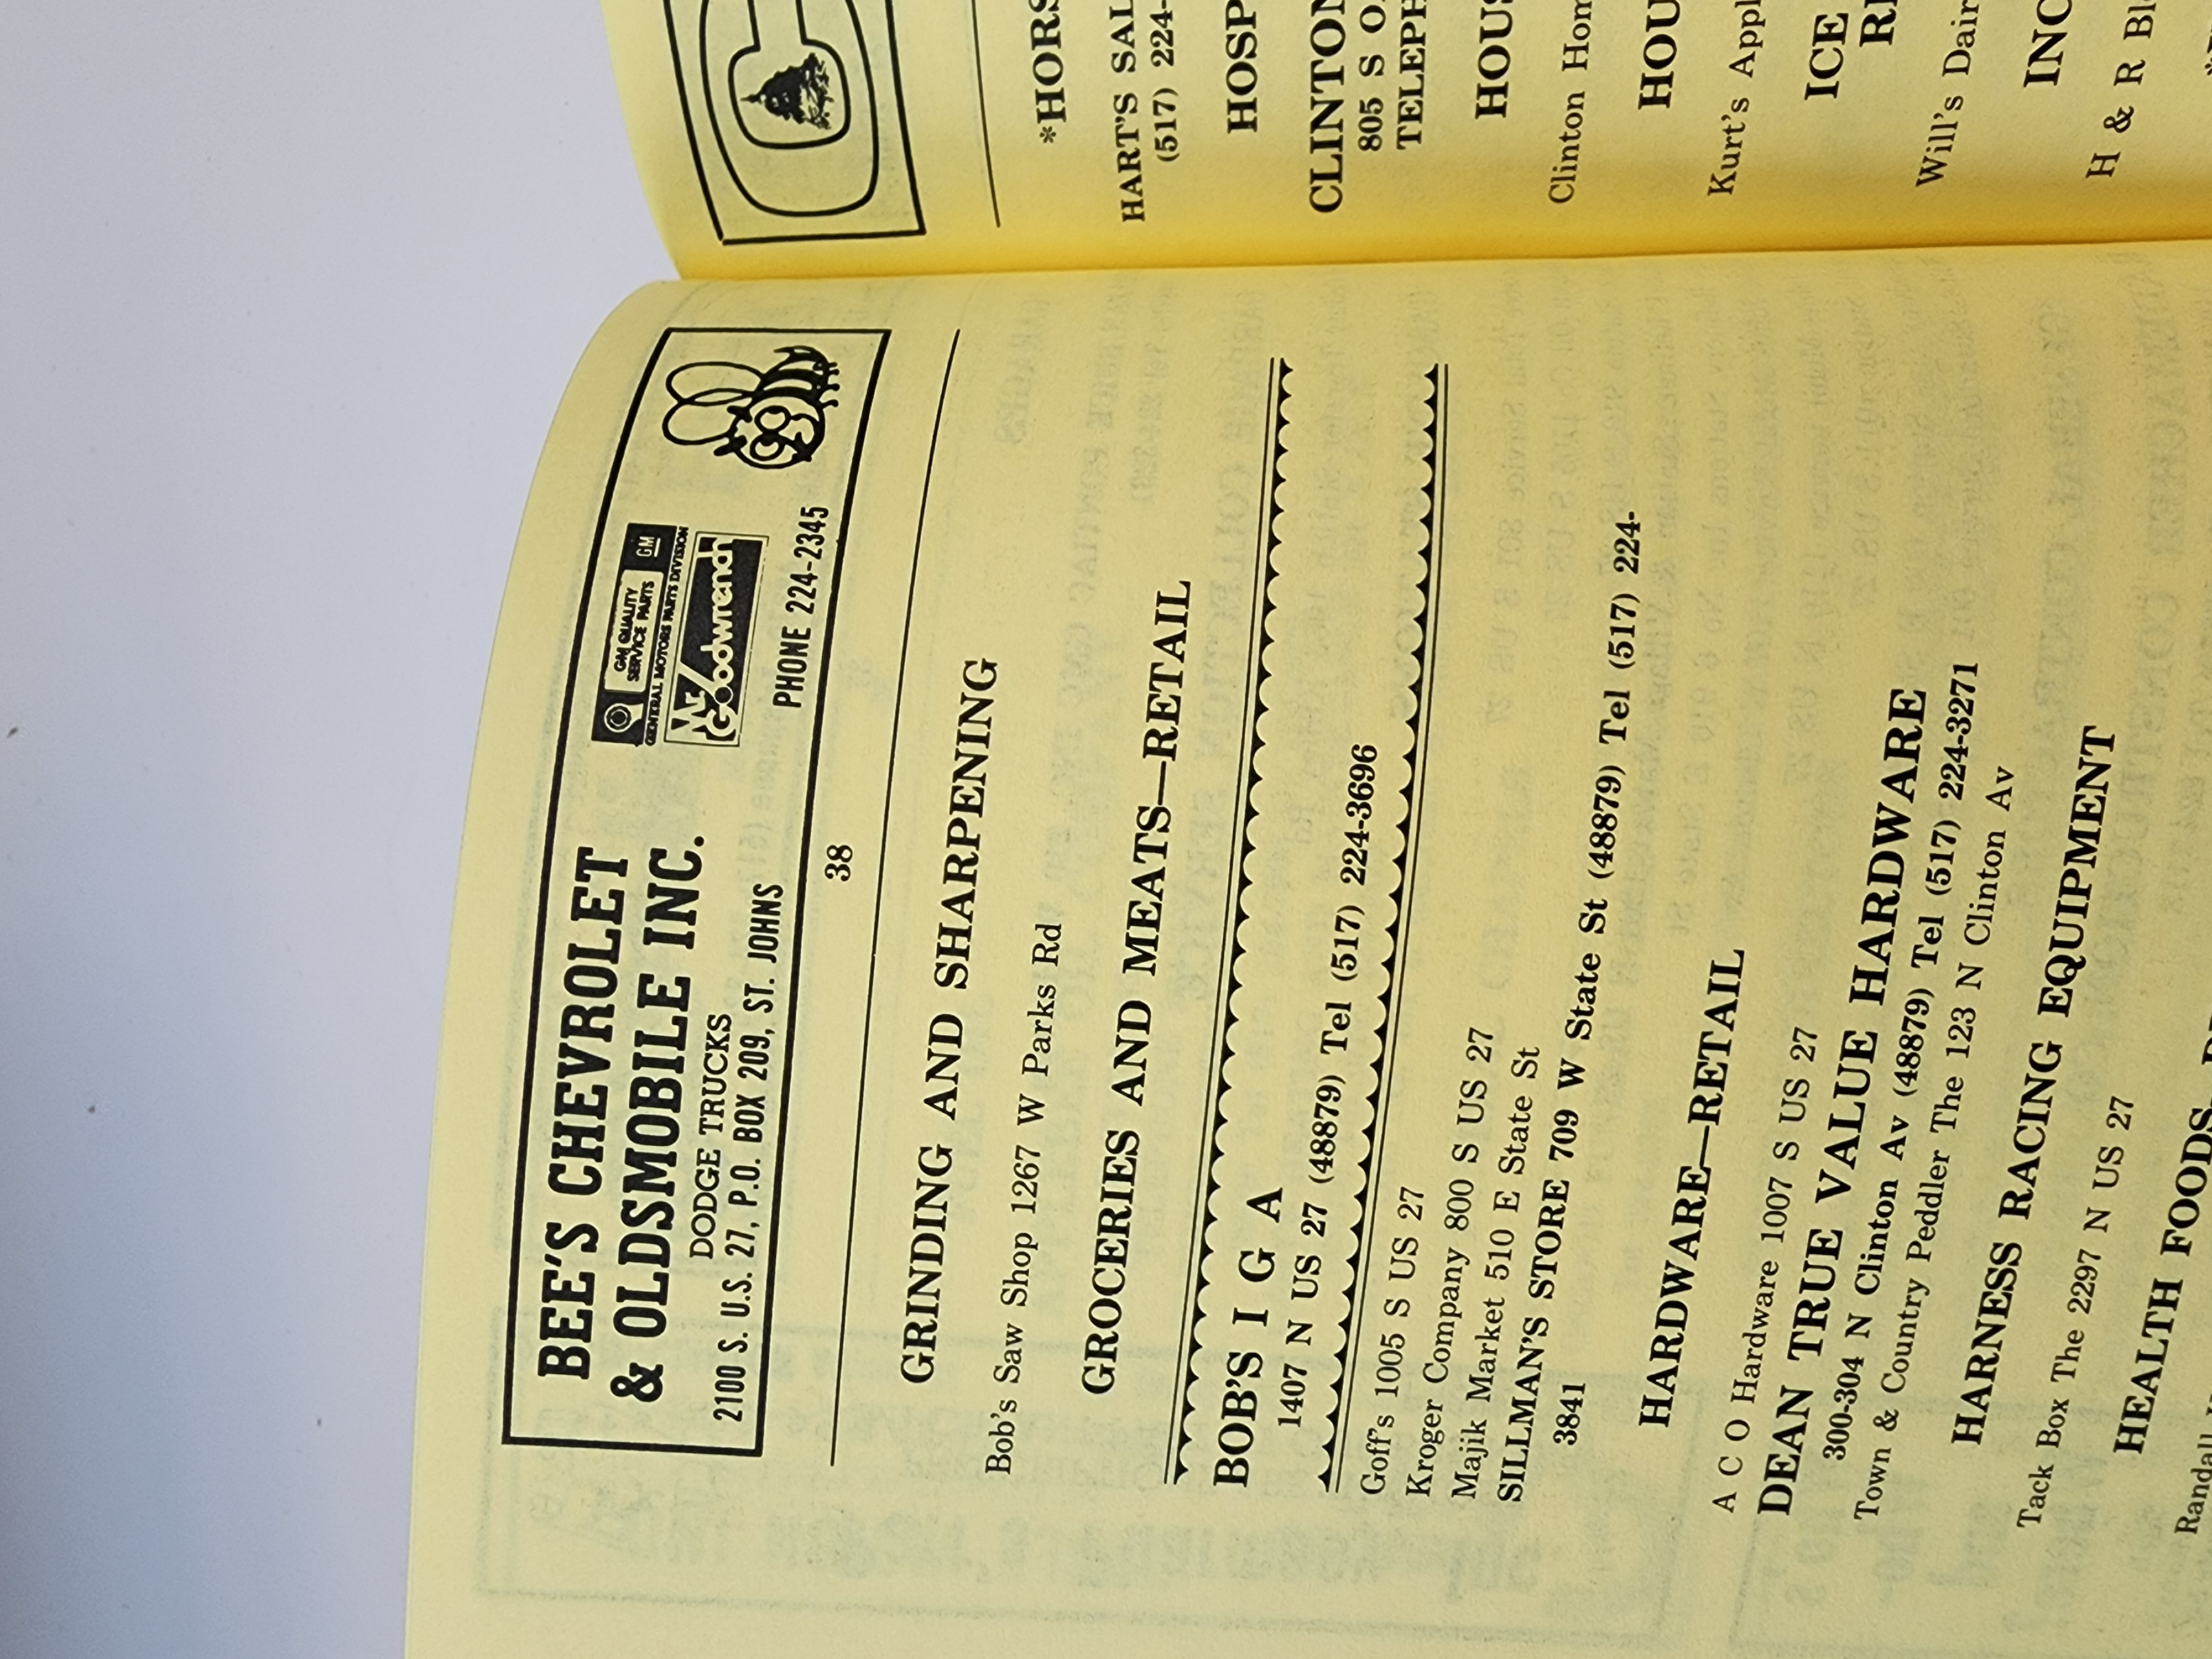 BEE'S CHEVROLET
& OLDSMOBILE INC.
DODGE TRUCKS
2100 S. U.S. 27, P.O. BOX 209, ST. JOHNS
GM QUALITY
SERVICE PARTS
GM
GENERAL MOTORS PARTS DIVISION
Mr
Goodwrench
PHONE 224-2345
38
GRINDING AND SHARPENING
Bob's Saw Shop 1267 W Parks Rd
GROCERIES AND MEATS—RETAIL
BOB'S I G A
1407 N US 27 (48879) Tel (517) 224-3696
Goff's 1005 S US 27
Kroger Company 800 S US 27
Majik Market 510 E State St
SILLMAN'S STORE 709 W State St (48879) Tel (517) 224-
3841
HARDWARE—RETAIL
A C O Hardware 1007 S US 27
DEAN TRUE VALUE HARDWARE
300-304 N Clinton Av (48879) Tel (517) 224-3271
Town & Country Peddler The 123 N Clinton Av
HARNESS RACING EQUIPMENT
Tack Box The 2297 N US 27
HEALTH FOODS
Randall
*HORS
HART'S SAL
(517) 224-
HOSP
CLINTON
805 S O
TELEPH
HOUS
Clinton Hom
HOU
Kurt's Appl
ICE
RE
Will's Dair
INC
H & R Bl